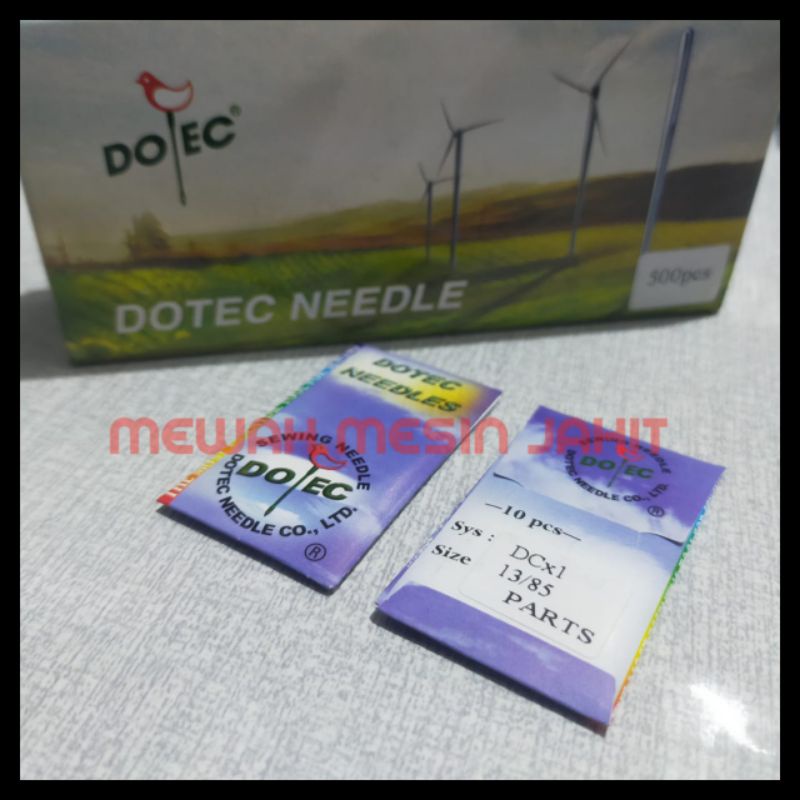 DOTEC®
DOTEC NEEDLE
500pcs
DOTEC
NEEDLES
MEWAH MESIN JAHIT
SEWING NEEDLE
DOTEC
DOTEC NEEDLE CO., LTD.
®
DOTEC
DOTEC NEEDLE CO., LTD.
®
—10 pcs—
Sys : DCx1
Size 13/85
PARTS